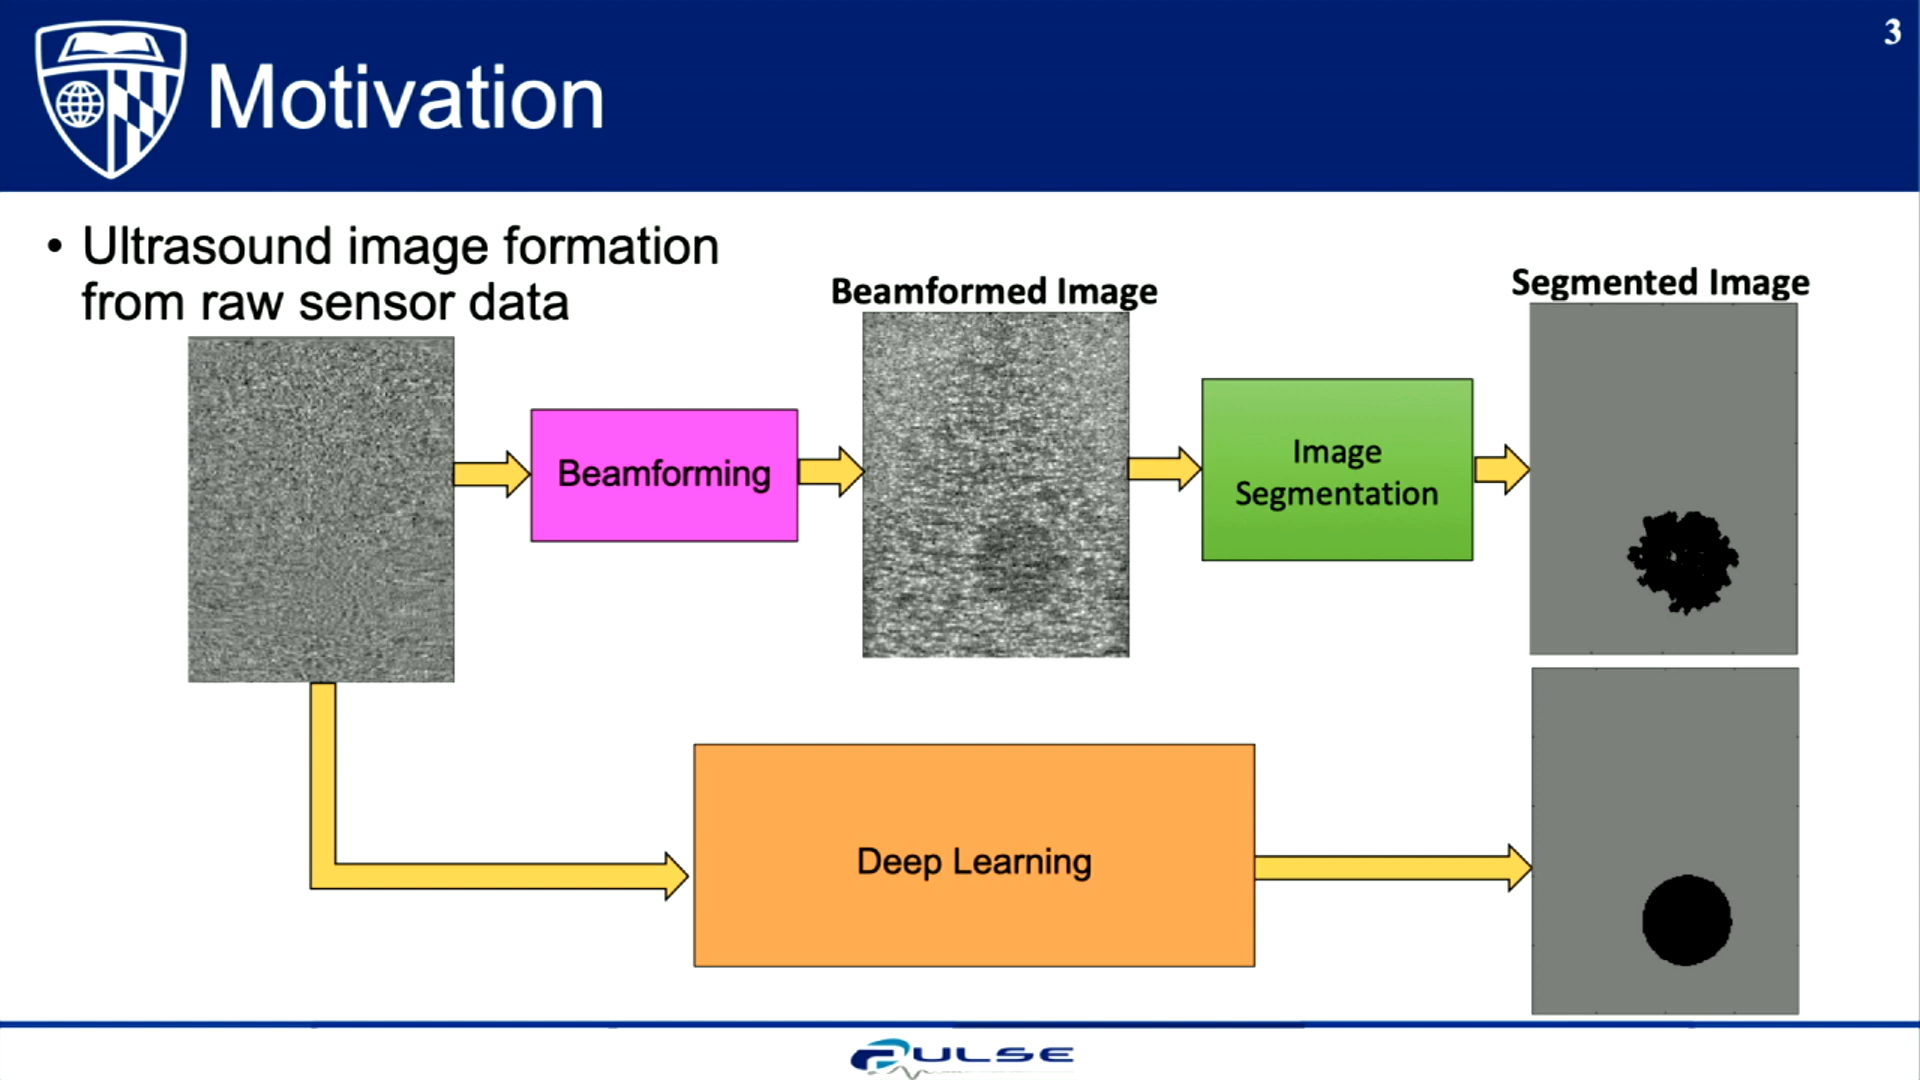 3
Motivation
• Ultrasound image formation
from raw sensor data
Beamformed Image
Segmented Image
Beamforming
Image
Segmentation
Deep Learning
PULSE